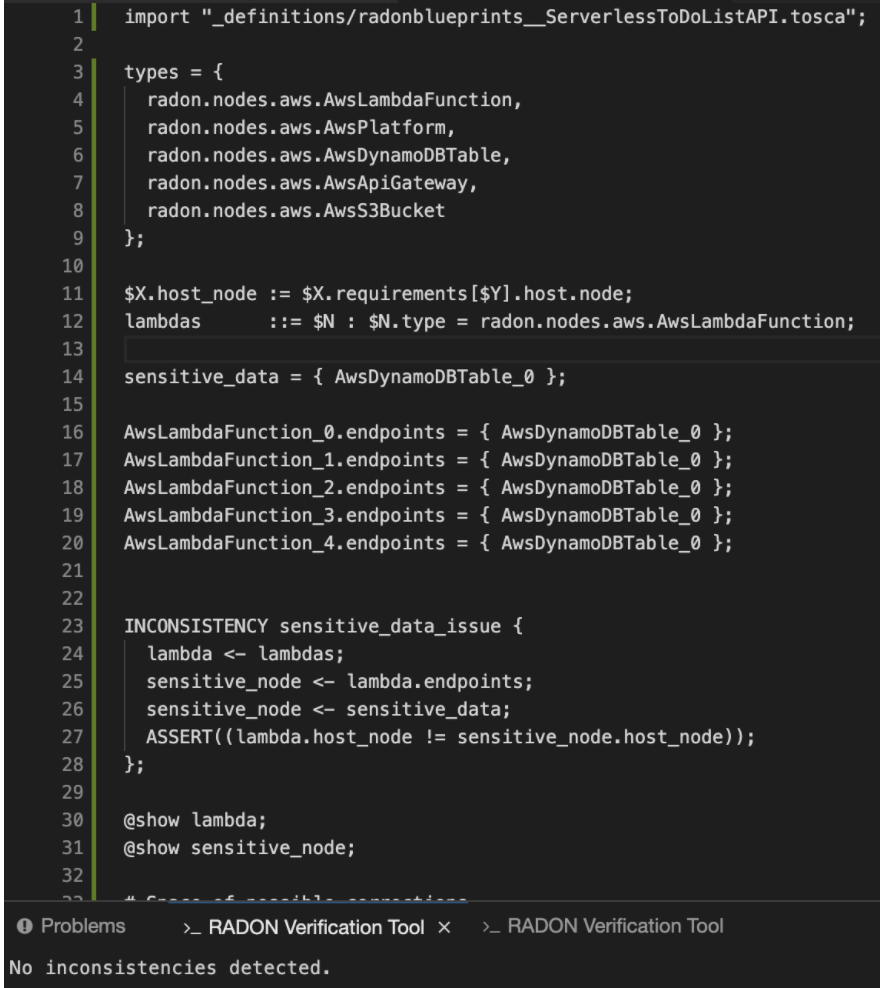 1 import "_definitions/radonblueprints__ServerlessToDoListAPI.tosca";
2
3 types = {
4 radon.nodes.aws.AwsLambdaFunction,
5 radon.nodes.aws.AwsPlatform,
6 radon.nodes.aws.AwsDynamoDBTable,
7 radon.nodes.aws.AwsApiGateway,
8 radon.nodes.aws.AwsS3Bucket
9 };
10
11 $X.host_node := $X.requirements[$Y].host.node;
12 lambdas ::= $N : $N.type = radon.nodes.aws.AwsLambdaFunction;
13
14 sensitive_data = { AwsDynamoDBTable_0 };
15
16 AwsLambdaFunction_0.endpoints = { AwsDynamoDBTable_0 };
17 AwsLambdaFunction_1.endpoints = { AwsDynamoDBTable_0 };
18 AwsLambdaFunction_2.endpoints = { AwsDynamoDBTable_0 };
19 AwsLambdaFunction_3.endpoints = { AwsDynamoDBTable_0 };
20 AwsLambdaFunction_4.endpoints = { AwsDynamoDBTable_0 };
21
22
23 INCONSISTENCY sensitive_data_issue {
24 lambda <- lambdas;
25 sensitive_node <- lambda.endpoints;
26 sensitive_node <- sensitive_data;
27 ASSERT((lambda.host_node != sensitive_node.host_node));
28 };
29
30 @show lambda;
31 @show sensitive_node;
32
Problems >_ RADON Verification Tool × >_ RADON Verification Tool
No inconsistencies detected.